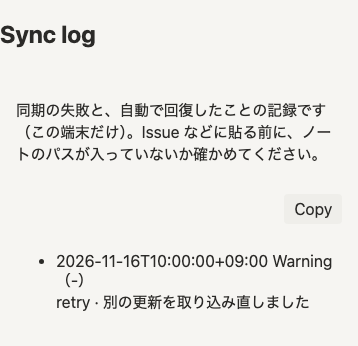 Sync log
同期の失敗と、自動で回復したことの記録です
（この端末だけ）。Issue などに貼る前に、ノー
トのパスが入っていないか確かめてください。
Copy
• 2026-11-16T10:00:00+09:00 Warning
（-）
retry · 別の更新を取り込み直しました